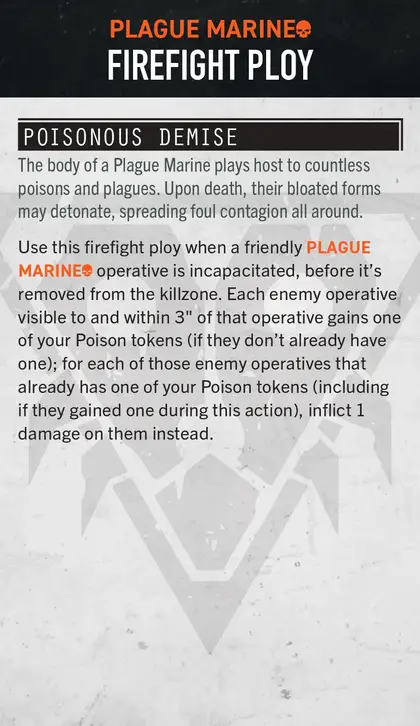 PLAGUE MARINE
FIREFIGHT PLOY
POISONOUS DEMISE
The body of a Plague Marine plays host to countless
poisons and plagues. Upon death, their bloated forms
may detonate, spreading foul contagion all around.
Use this firefight ploy when a friendly PLAGUE
MARINE operative is incapacitated, before it’s
removed from the killzone. Each enemy operative
visible to and within 3" of that operative gains one
of your Poison tokens (if they don’t already have
one); for each of those enemy operatives that
already has one of your Poison tokens (including
if they gained one during this action), inflict 1
damage on them instead.